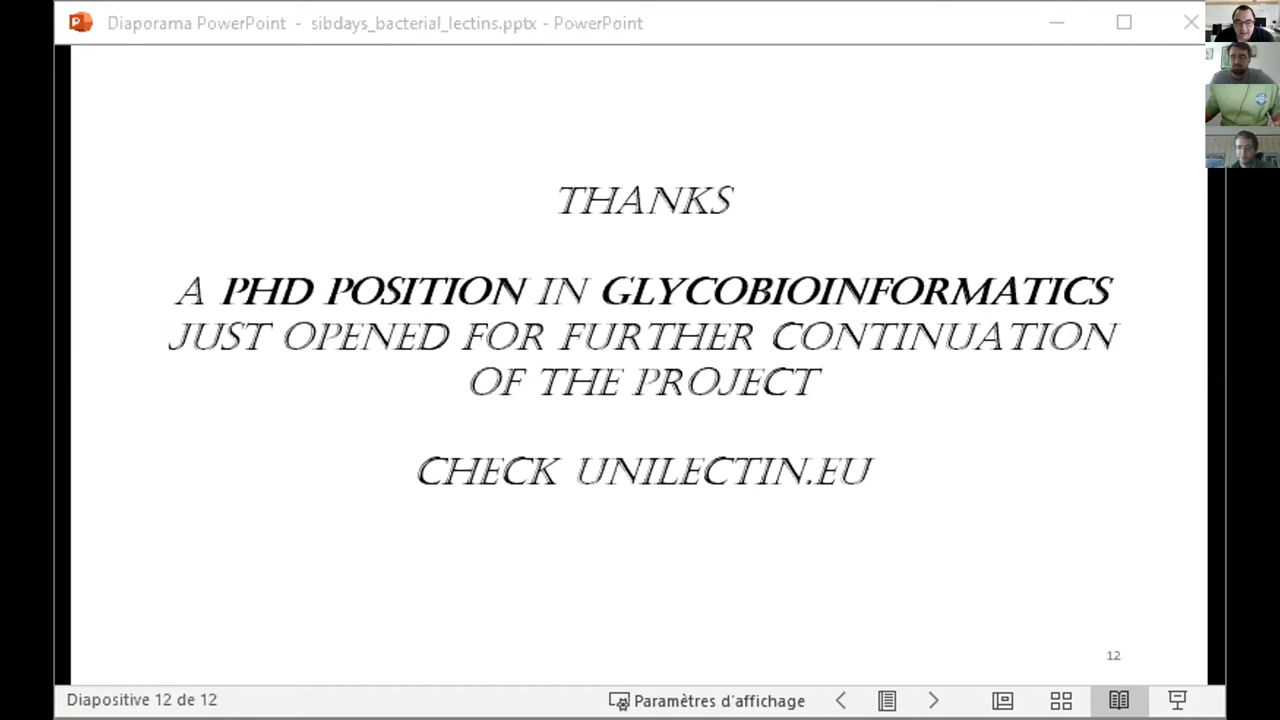 Diaporama PowerPoint - sibdays_bacterial_lectins.pptx - PowerPoint
THANKS
A PHD POSITION IN GLYCOBIOINFORMATICS
JUST OPENED FOR FURTHER CONTINUATION
OF THE PROJECT
CHECK UNILECTIN.EU
12
Diapositive 12 de 12
Paramètres d'affichage